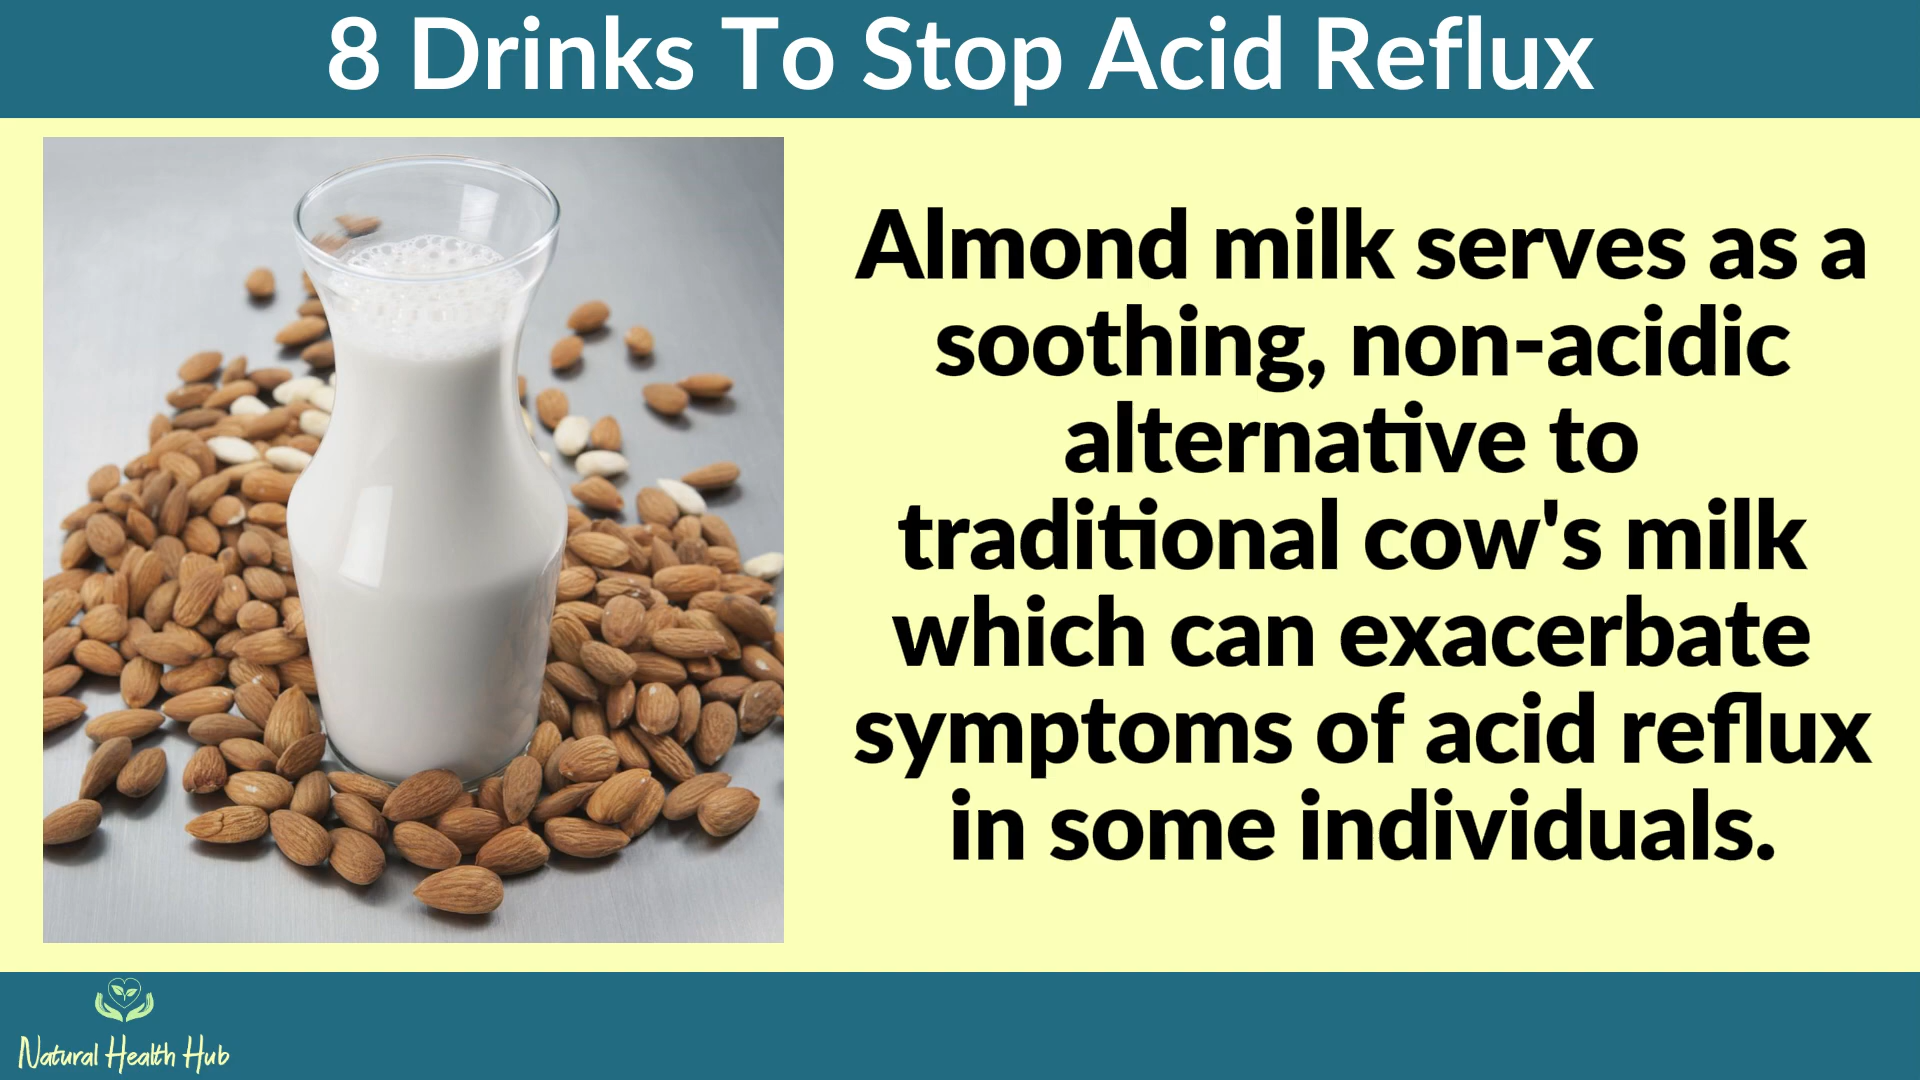 8 Drinks To Stop Acid Reflux
Almond milk serves as a
soothing, non-acidic
alternative to
traditional cow's milk
which can exacerbate
symptoms of acid reflux
in some individuals.
Natural Health Hub